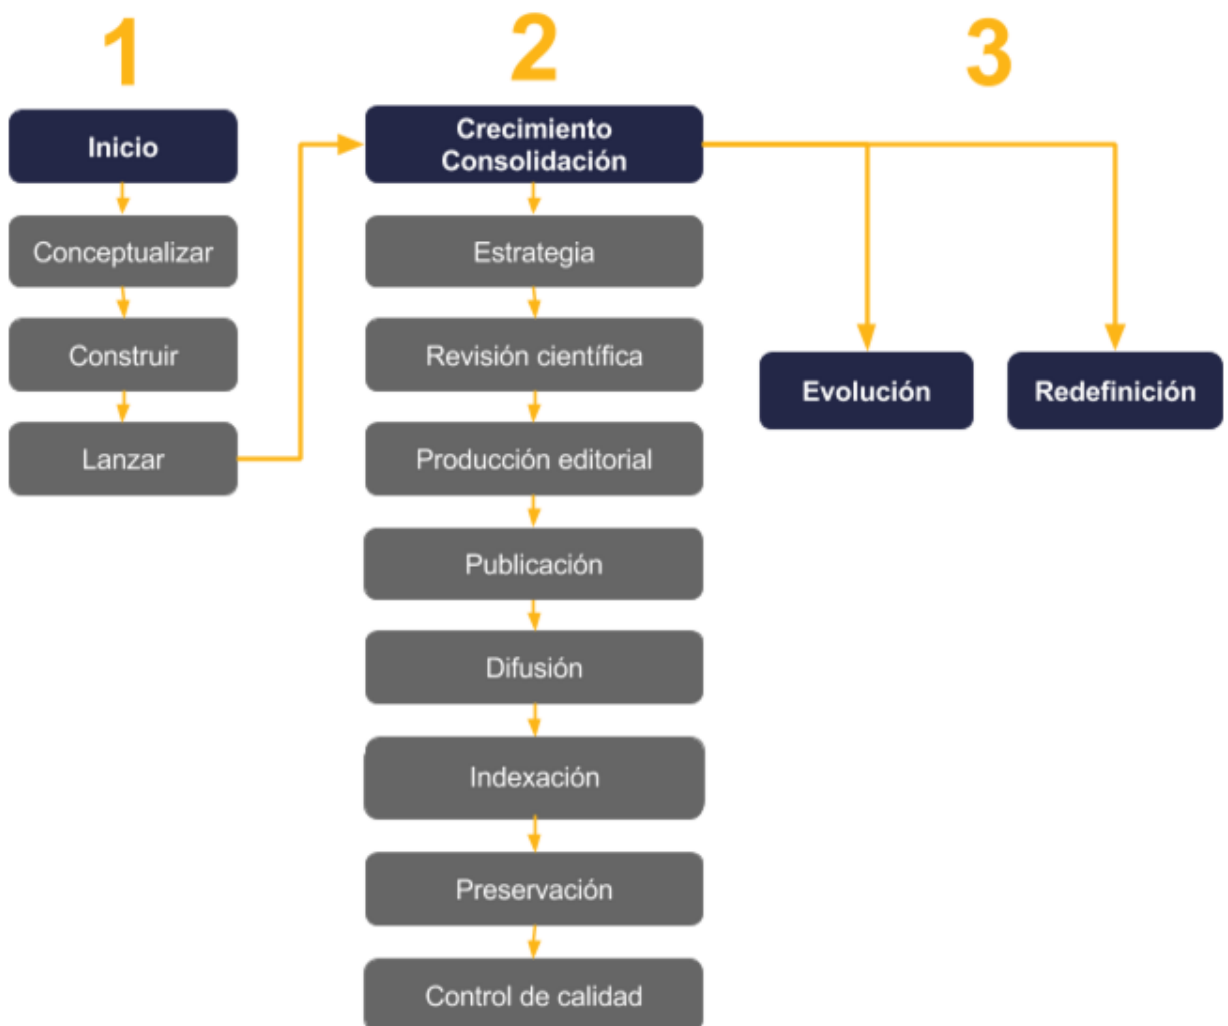 1
Inicio
Conceptualizar
Construir
Lanzar
2
Crecimiento
Consolidación
Estrategia
Revisión científica
Producción editorial
Publicación
Difusión
Indexación
Preservación
Control de calidad
3
Evolución
Redefinición